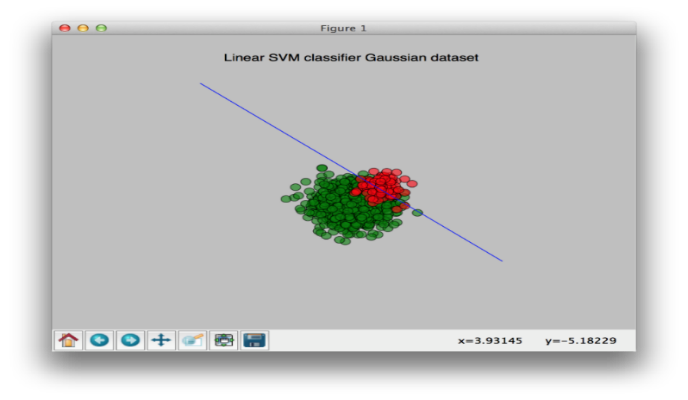 Figure 1
Linear SVM classifier Gaussian dataset
x=3.93145 y=-5.18229